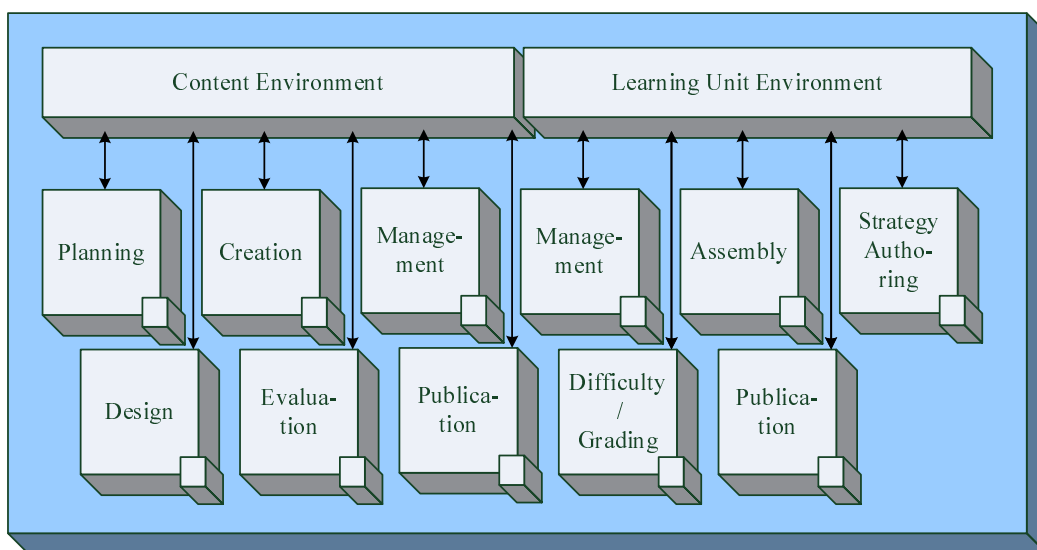 Content Environment
Learning Unit Environment
Planning
Creation
Manage-
ment
Manage-
ment
Assembly
Strategy
Autho-
ring
Design
Evalua-
tion
Publica-
tion
Difficulty
/
Grading
Publica-
tion